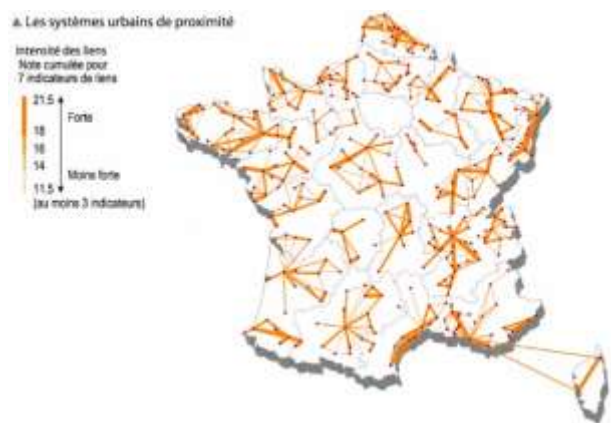 a. Les systèmes urbains de proximité
Intensité des liens
Note cumulée pour
7 indicateurs de liens
21.5
Forte
18
16
14
Moins forte
11.5
(au moins 3 indicateurs)